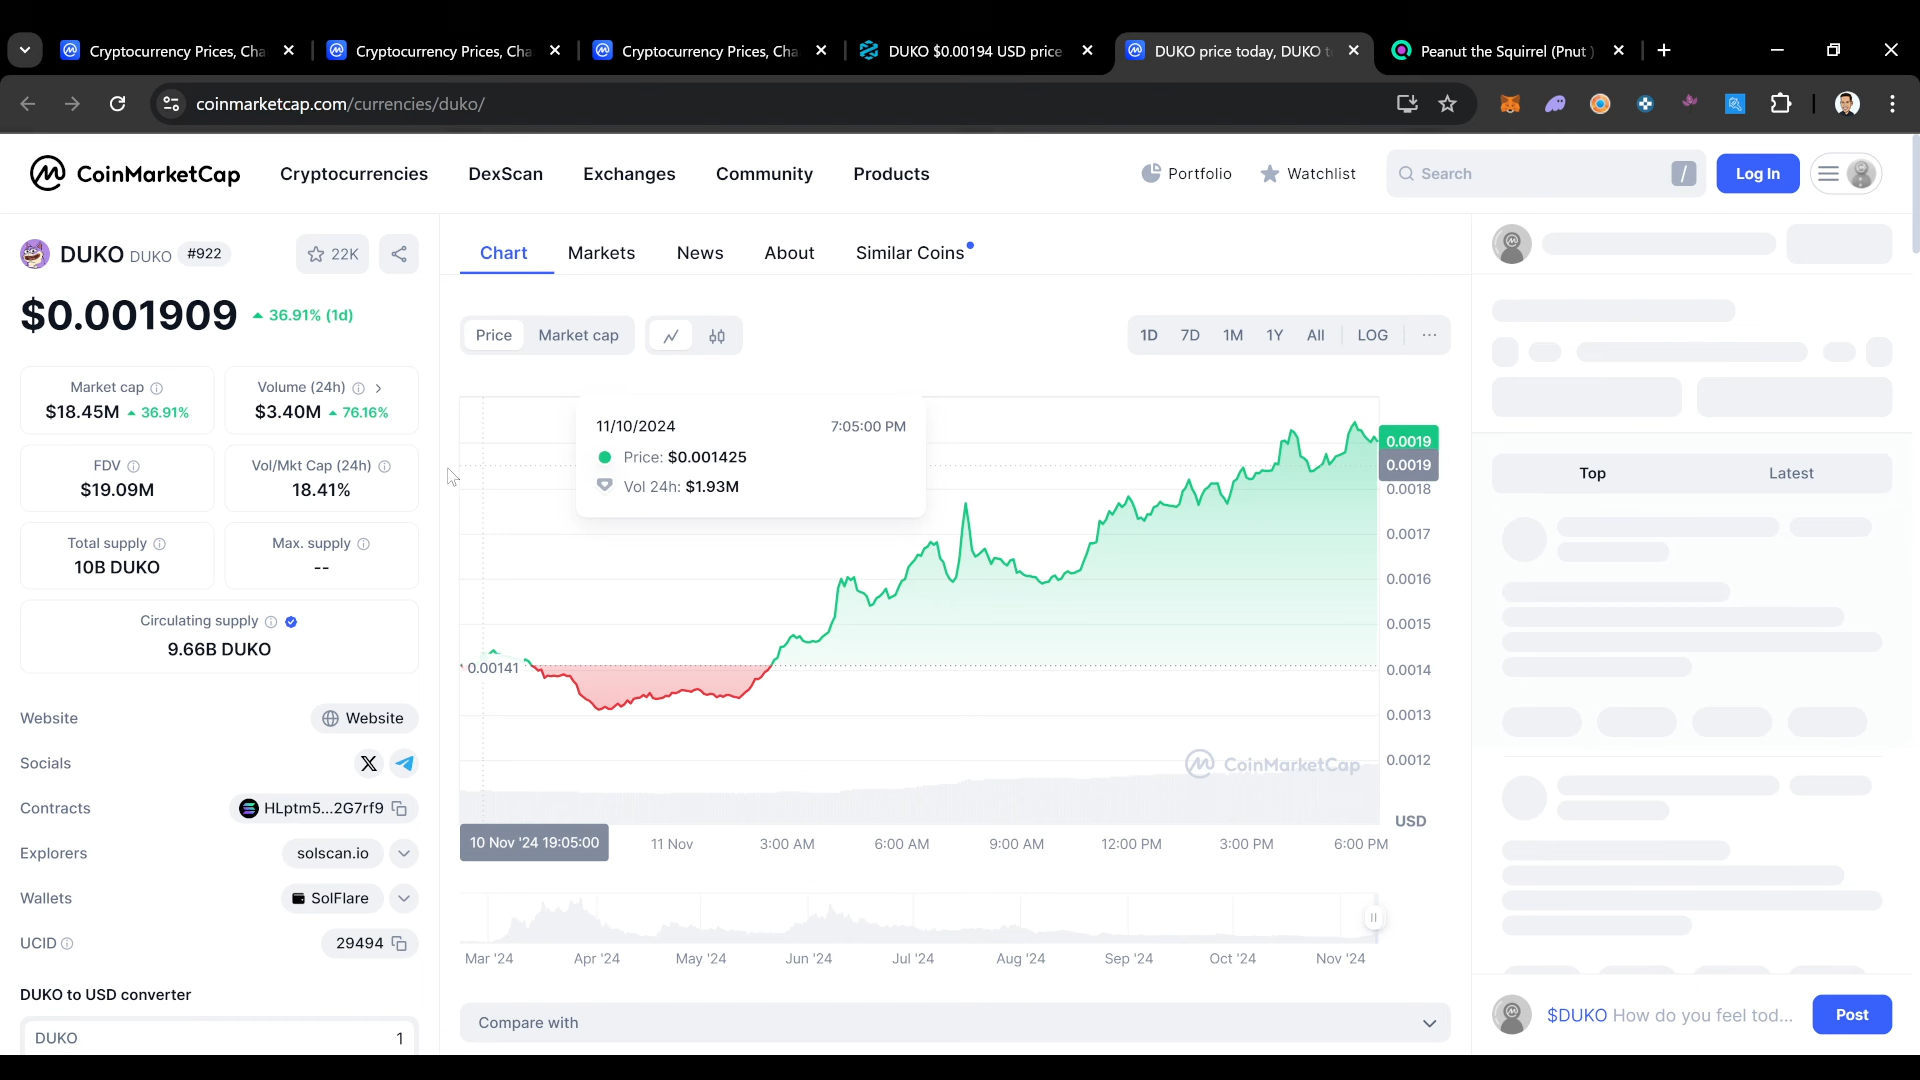 Cryptocurrency Prices, Cha
Cryptocurrency Prices, Cha
Cryptocurrency Prices, Cha
DUKO $0.00194 USD price
DUKO price today, DUKO t
Peanut the Squirrel (Pnut )
coinmarketcap.com/currencies/duko/
CoinMarketCap
Cryptocurrencies
DexScan
Exchanges
Community
Products
Portfolio
Watchlist
Search
/
Log In
DUKO DUKO #922
22K
$0.001909
36.91% (1d)
Market cap
$18.45M 36.91%
Volume (24h)
$3.40M 76.16%
FDV
$19.09M
Vol/Mkt Cap (24h)
18.41%
Total supply
10B DUKO
Max. supply
--
Circulating supply
9.66B DUKO
Website
Website
Socials
Contracts
HLptm5...2G7rf9
Explorers
solscan.io
Wallets
SolFlare
UCID
29494
DUKO to USD converter
DUKO
1
Chart
Markets
News
About
Similar Coins
Price
Market cap
1D
7D
1M
1Y
All
LOG
11/10/2024
7:05:00 PM
Price: $0.001425
Vol 24h: $1.93M
0.0019
0.0019
0.0018
0.0017
0.0016
0.0015
0.0014
0.0013
0.0012
0.00141
CoinMarketCap
USD
10 Nov '24 19:05:00
11 Nov
3:00 AM
6:00 AM
9:00 AM
12:00 PM
3:00 PM
6:00 PM
Mar '24
Apr '24
May '24
Jun '24
Jul '24
Aug '24
Sep '24
Oct '24
Nov '24
Compare with
Top
Latest
$DUKO How do you feel tod...
Post